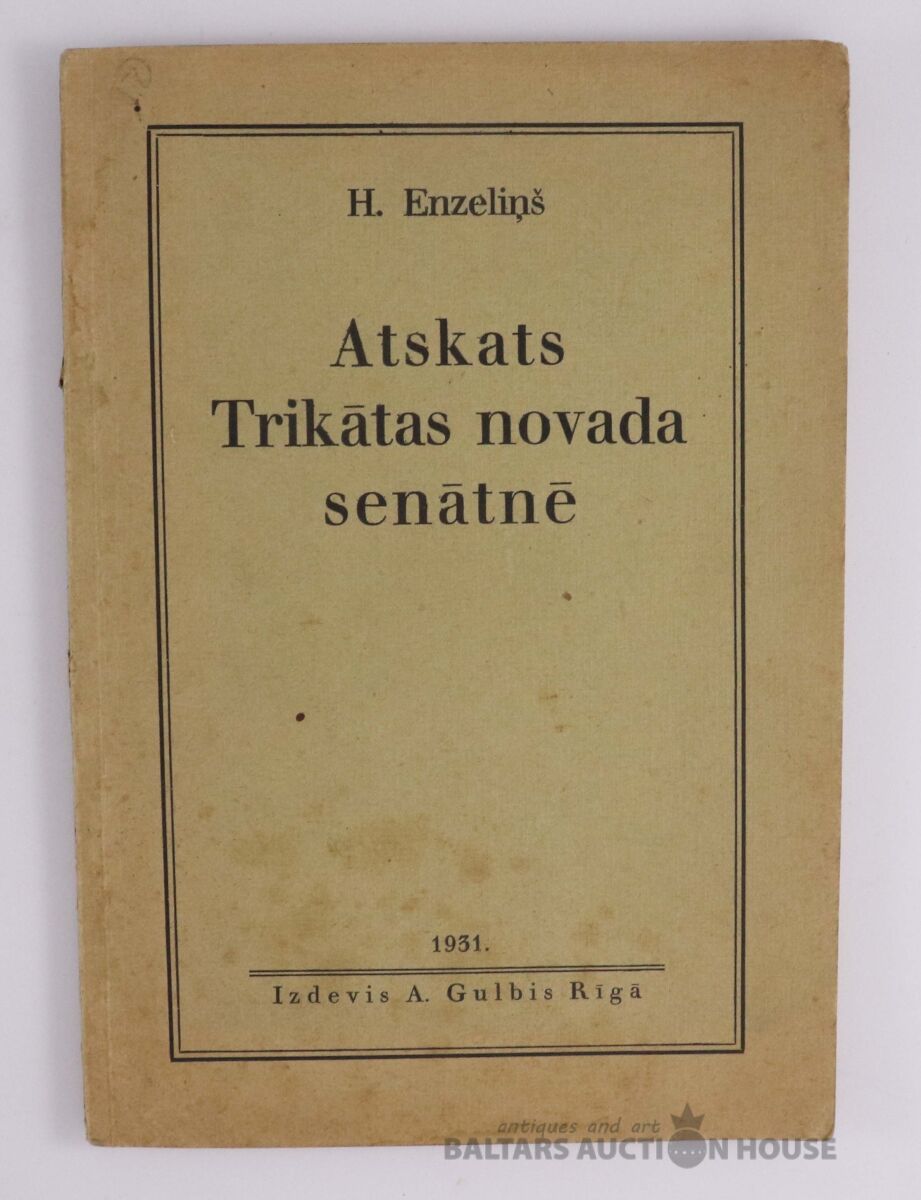 H. Enzeliņš
Atskats
Trikātas novada
senātnē
1931.
Izdevis A. Gulbis Rīgā
antiques and art
BALTARS AUCTION HOUSE